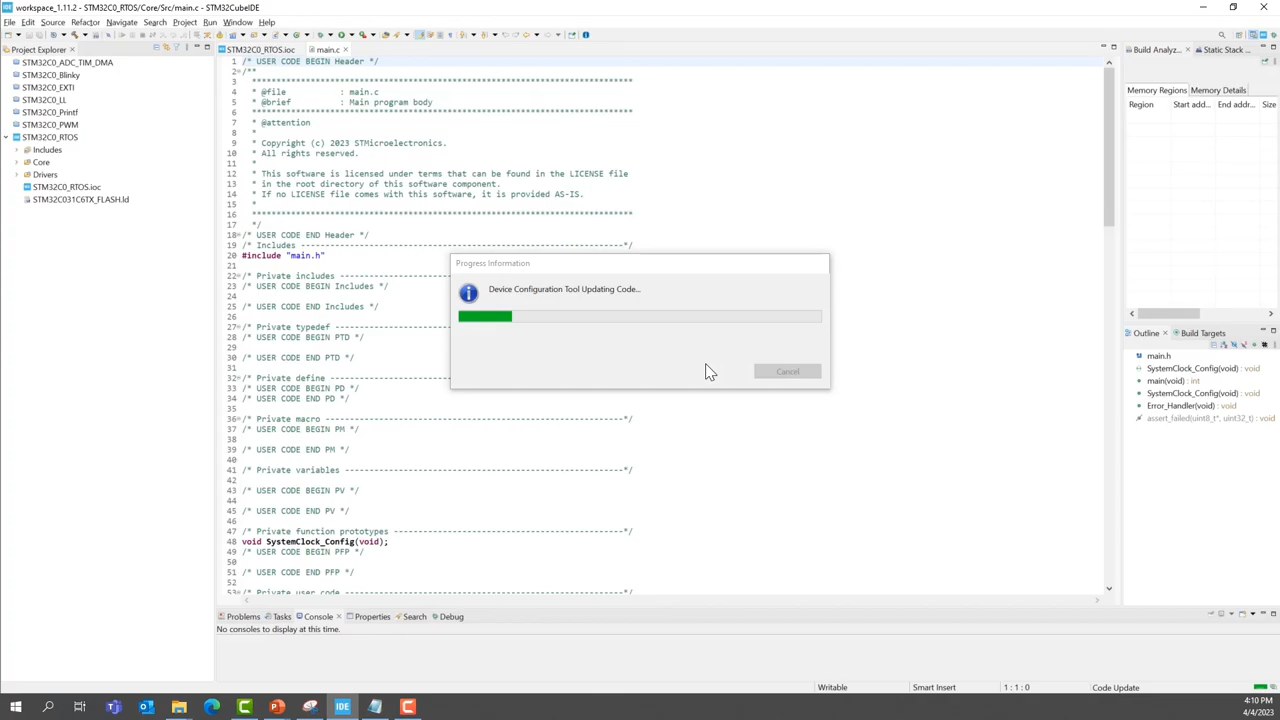 workspace_1.11.2 - STM32C0_RTOS/Core/Src/main.c - STM32CubeIDE
File Edit Source Refactor Navigate Search Project Run Window Help
Project Explorer
STM32C0_ADC_TIM_DMA
STM32C0_Blinky
STM32C0_EXTI
STM32C0_LL
STM32C0_Printf
STM32C0_PWM
STM32C0_RTOS
Includes
Core
Drivers
STM32C0_RTOS.ioc
STM32C031C6TX_FLASH.ld
STM32C0_RTOS.ioc main.c
1 /* USER CODE BEGIN Header */
2 /**
3 ******************************************************************************
4 * @file : main.c
5 * @brief : Main program body
6 ******************************************************************************
7 * @attention
8 *
9 * Copyright (c) 2023 STMicroelectronics.
10 * All rights reserved.
11 *
12 * This software is licensed under terms that can be found in the LICENSE file
13 * in the root directory of this software component.
14 * If no LICENSE file comes with this software, it is provided AS-IS.
15 *
16 ******************************************************************************
17 */
18 /* USER CODE END Header */
19 /* Includes ------------------------------------------------------------------*/
20 #include "main.h"
21
22 /* Private includes
23 /* USER CODE BEGIN Includes */
24
25 /* USER CODE END Includes */
26
27 /* Private typedef
28 /* USER CODE BEGIN PTD */
29
30 /* USER CODE END PTD */
31
32 /* Private define
33 /* USER CODE BEGIN PD */
34 /* USER CODE END PD */
35
36 /* Private macro -------------------------------------------------------------*/
37 /* USER CODE BEGIN PM */
38
39 /* USER CODE END PM */
40
41 /* Private variables ---------------------------------------------------------*/
42
43 /* USER CODE BEGIN PV */
44
45 /* USER CODE END PV */
46
47 /* Private function prototypes -----------------------------------------------*/
48 void SystemClock_Config(void);
49 /* USER CODE BEGIN PFP */
50
51 /* USER CODE END PFP */
52
53 /* Private user code ---------------------------------------------------------*/
Progress Information
Device Configuration Tool Updating Code...
Cancel
Build Analyz... Static Stack ...
Memory Regions Memory Details
Region Start add... End addr... Size
Outline Build Targets
main.h
SystemClock_Config(void) : void
main(void) : int
SystemClock_Config(void) : void
Error_Handler(void) : void
assert_failed(uint8_t*, uint32_t) : void
Problems Tasks Console Properties Search Debug
No consoles to display at this time.
Writable Smart Insert 1 : 1 : 0 Code Update
IDE
4:10 PM
4/4/2023